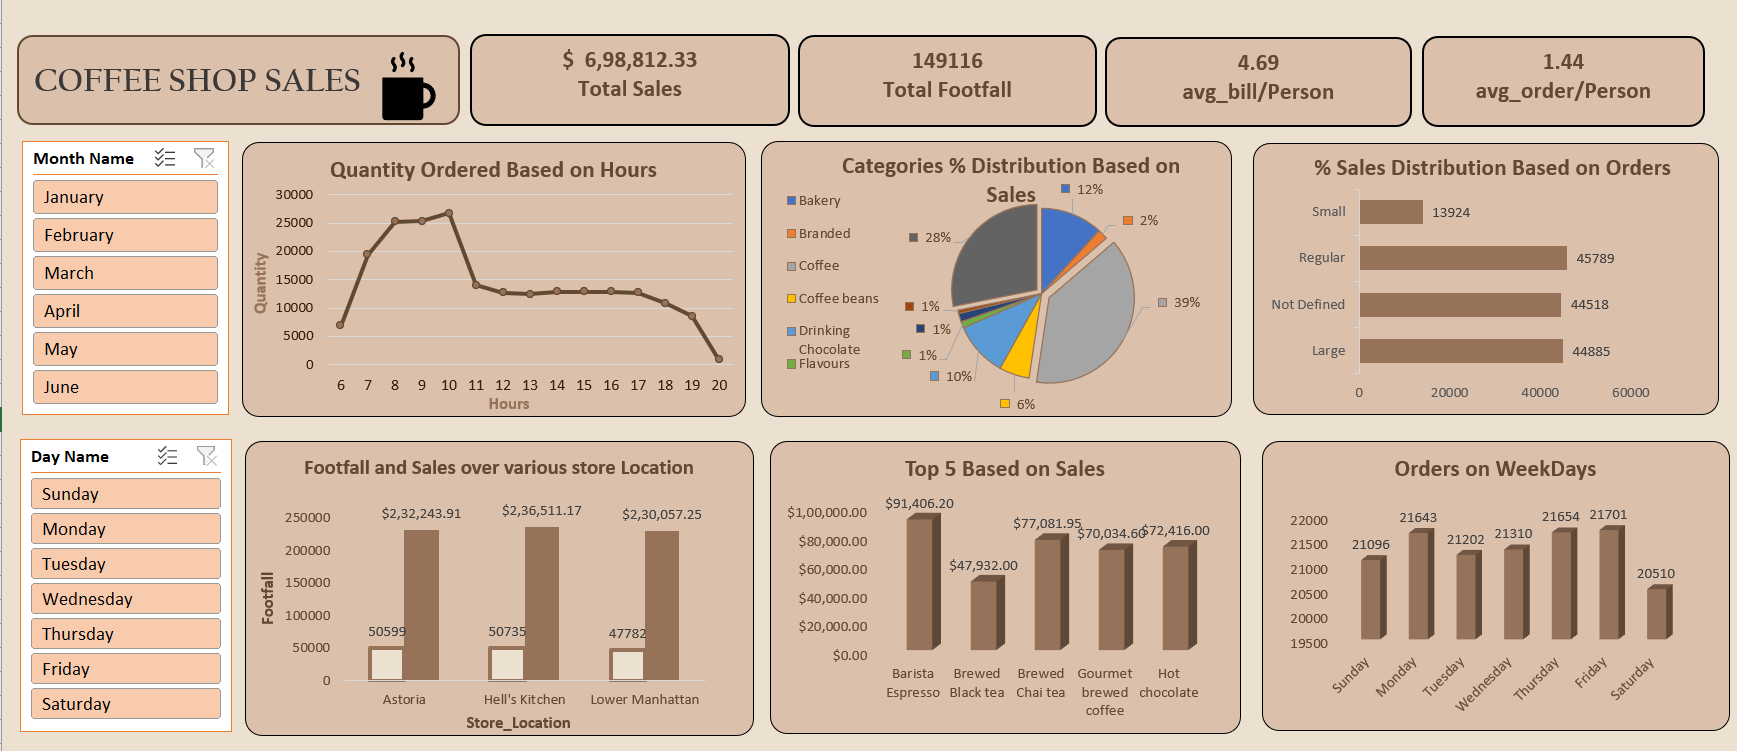 COFFEE SHOP SALES
$ 6,98,812.33
Total Sales
149116
Total Footfall
4.69
avg_bill/Person
1.44
avg_order/Person
Month Name
January
February
March
April
May
June
Quantity Ordered Based on Hours
30000
25000
20000
15000
10000
5000
0
Quantity
6 7 8 9 10 11 12 13 14 15 16 17 18 19 20
Hours
Categories % Distribution Based on
Sales
Bakery
Branded
Coffee
Coffee beans
Drinking
Chocolate
Flavours
12%
2%
39%
6%
10%
1%
1%
1%
28%
% Sales Distribution Based on Orders
Small 13924
Regular 45789
Not Defined 44518
Large 44885
0 20000 40000 60000
Day Name
Sunday
Monday
Tuesday
Wednesday
Thursday
Friday
Saturday
Footfall and Sales over various store Location
250000
200000
150000
100000
50000
0
Footfall
$2,32,243.91 $2,36,511.17 $2,30,057.25
50599 50735 47782
Astoria Hell's Kitchen Lower Manhattan
Store_Location
Top 5 Based on Sales
$1,00,000.00
$80,000.00
$60,000.00
$40,000.00
$20,000.00
$0.00
$91,406.20
$47,932.00
$77,081.95
$70,034.60
$72,416.00
Barista
Espresso
Brewed
Black tea
Brewed
Chai tea
Gourmet
brewed
coffee
Hot
chocolate
Orders on WeekDays
22000
21500
21000
20500
20000
19500
21096
21643
21202
21310
21654
21701
20510
Sunday
Monday
Tuesday
Wednesday
Thursday
Friday
Saturday